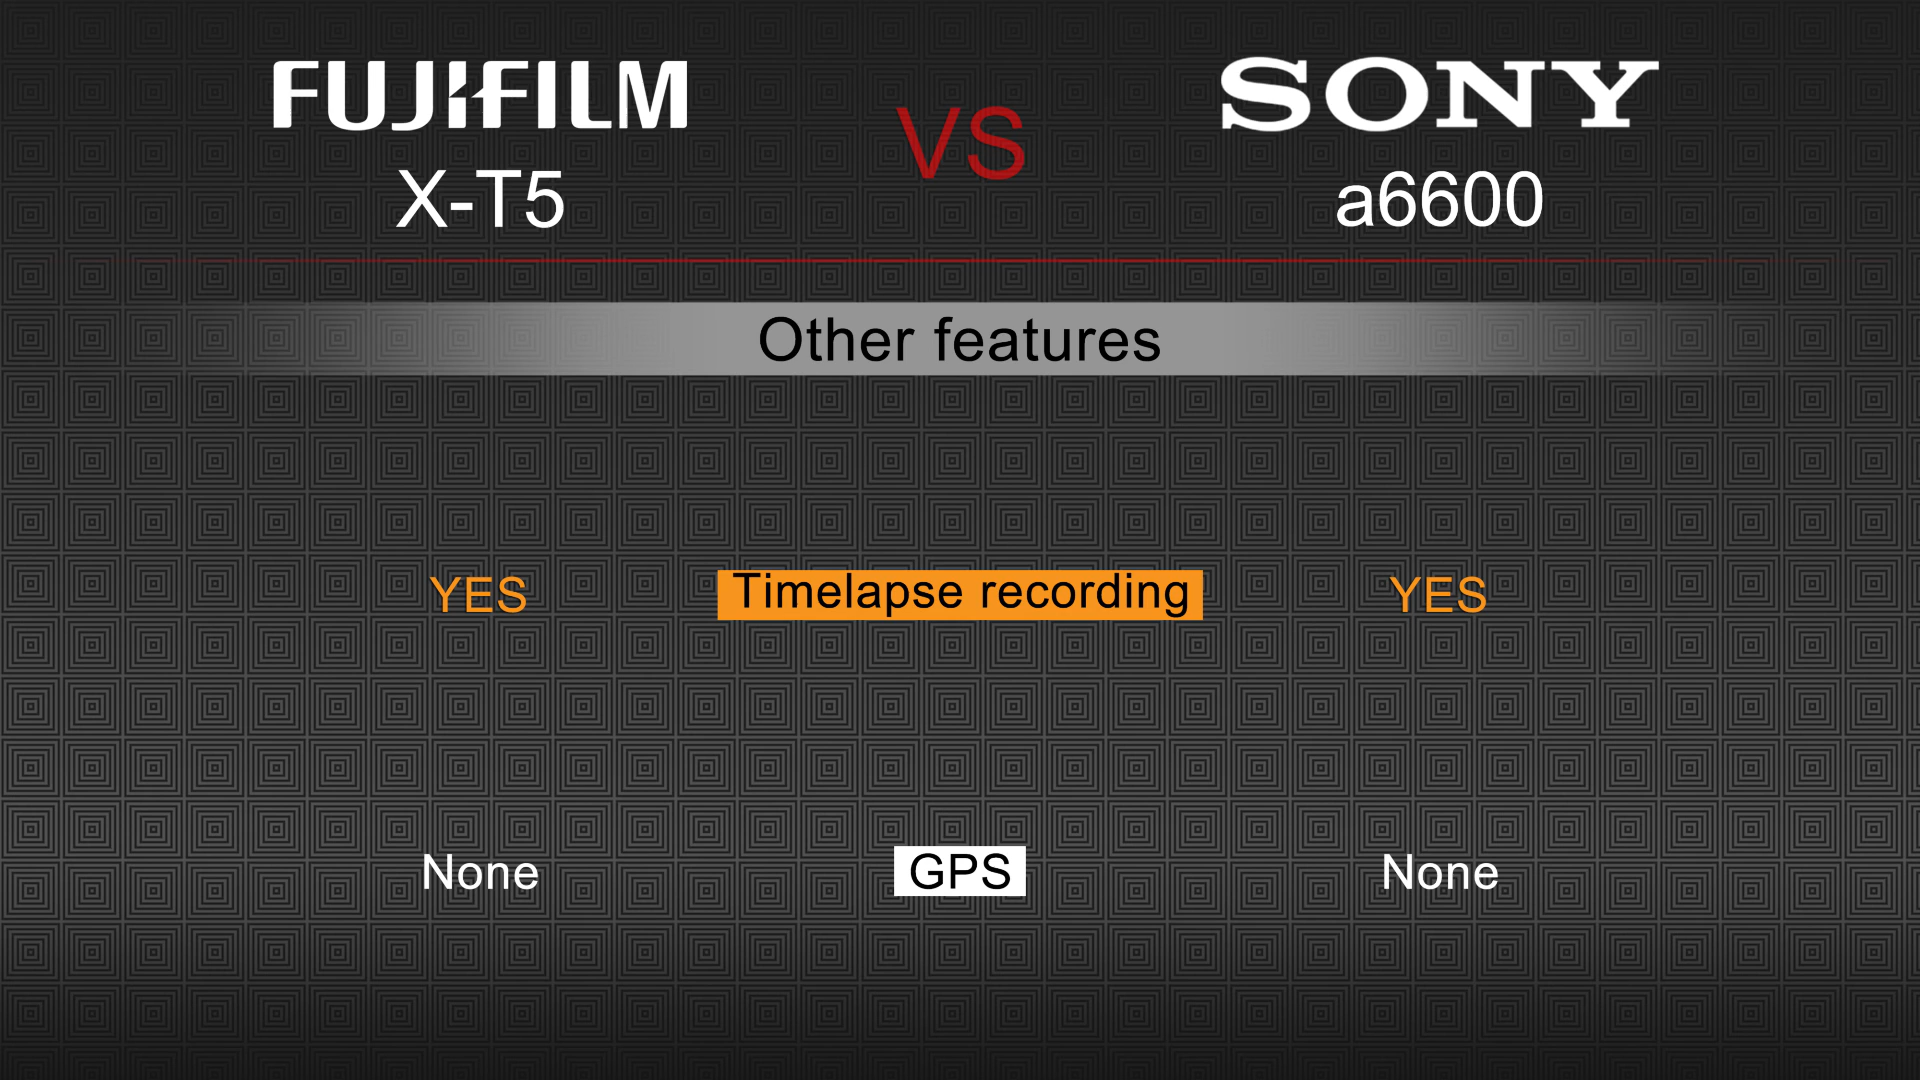 FUJIFILM
VS
SONY
X-T5
a6600
Other features
YES
Timelapse recording
YES
None
GPS
None